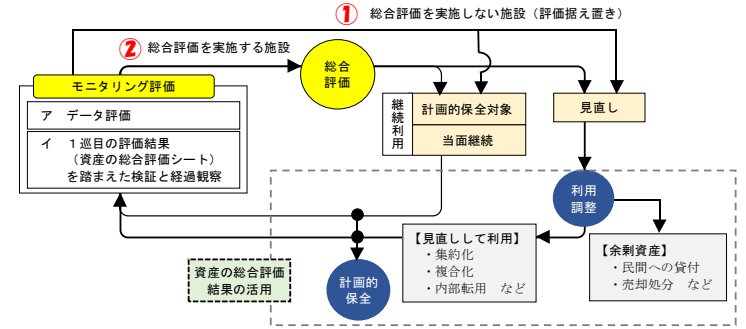 ① 総合評価を実施しない施設（評価据え置き）
② 総合評価を実施する施設
総合
評価
モニタリング評価
ア データ評価
イ １巡目の評価結果
（資産の総合評価シート）
を踏まえた検証と経過観察
継続利用
計画的保全対象
当面継続
見直し
利用
調整
【見直しして利用】
・集約化
・複合化
・内部転用 など
【余剰資産】
・民間への貸付
・売却処分 など
資産の総合評価
結果の活用
計画的
保全